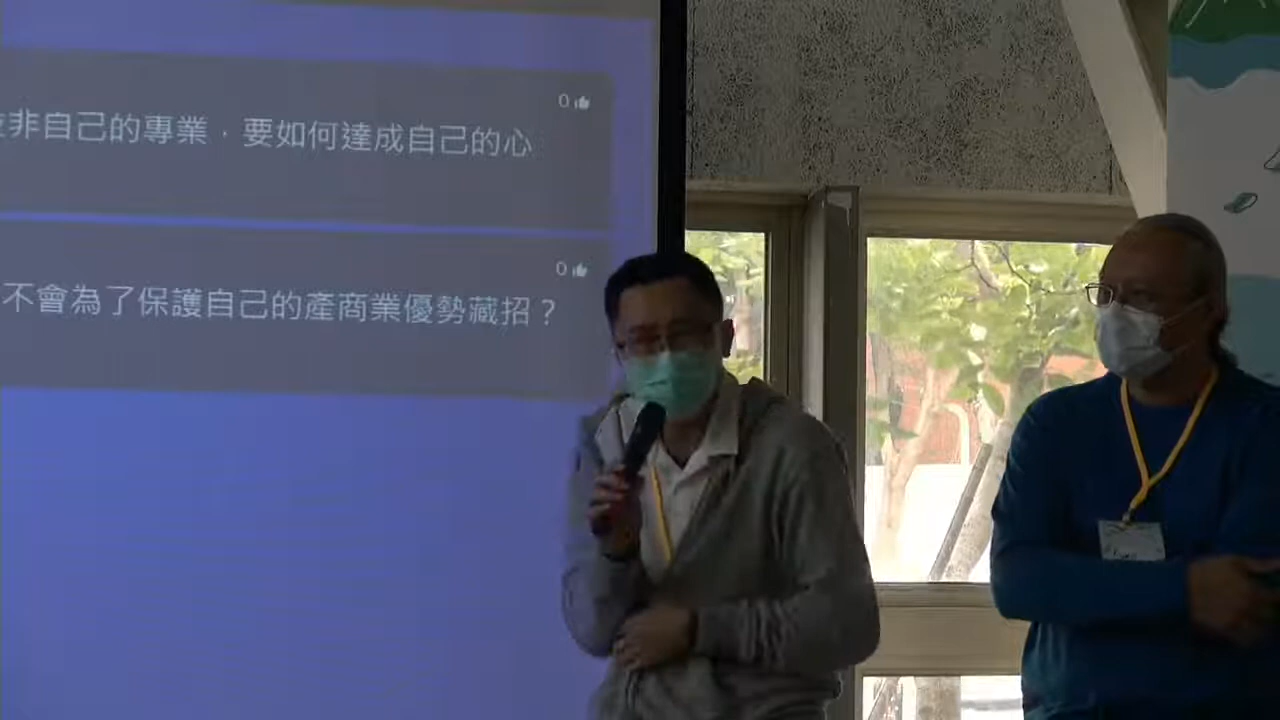 0
非自己的專業，要如何達成自己的心
0
不會為了保護自己的產商業優勢藏招？